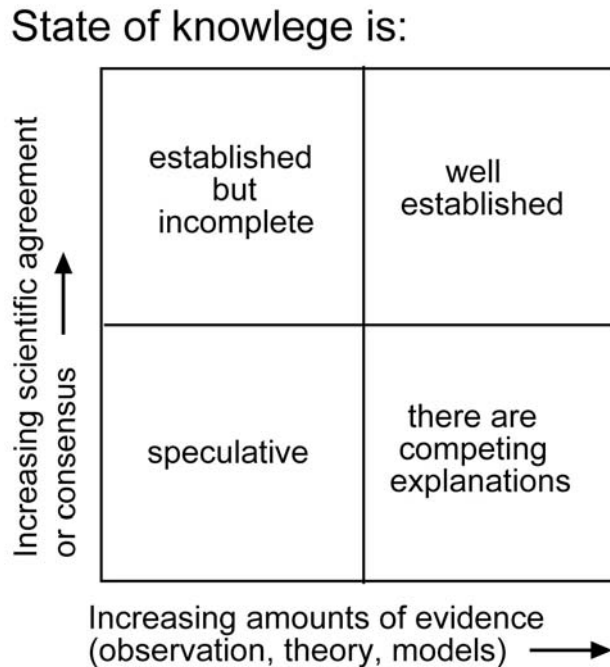 State of knowlege is:
established
but
incomplete
well
established
Increasing scientific agreement
or consensus
speculative
there are
competing
explanations
Increasing amounts of evidence
(observation, theory, models)